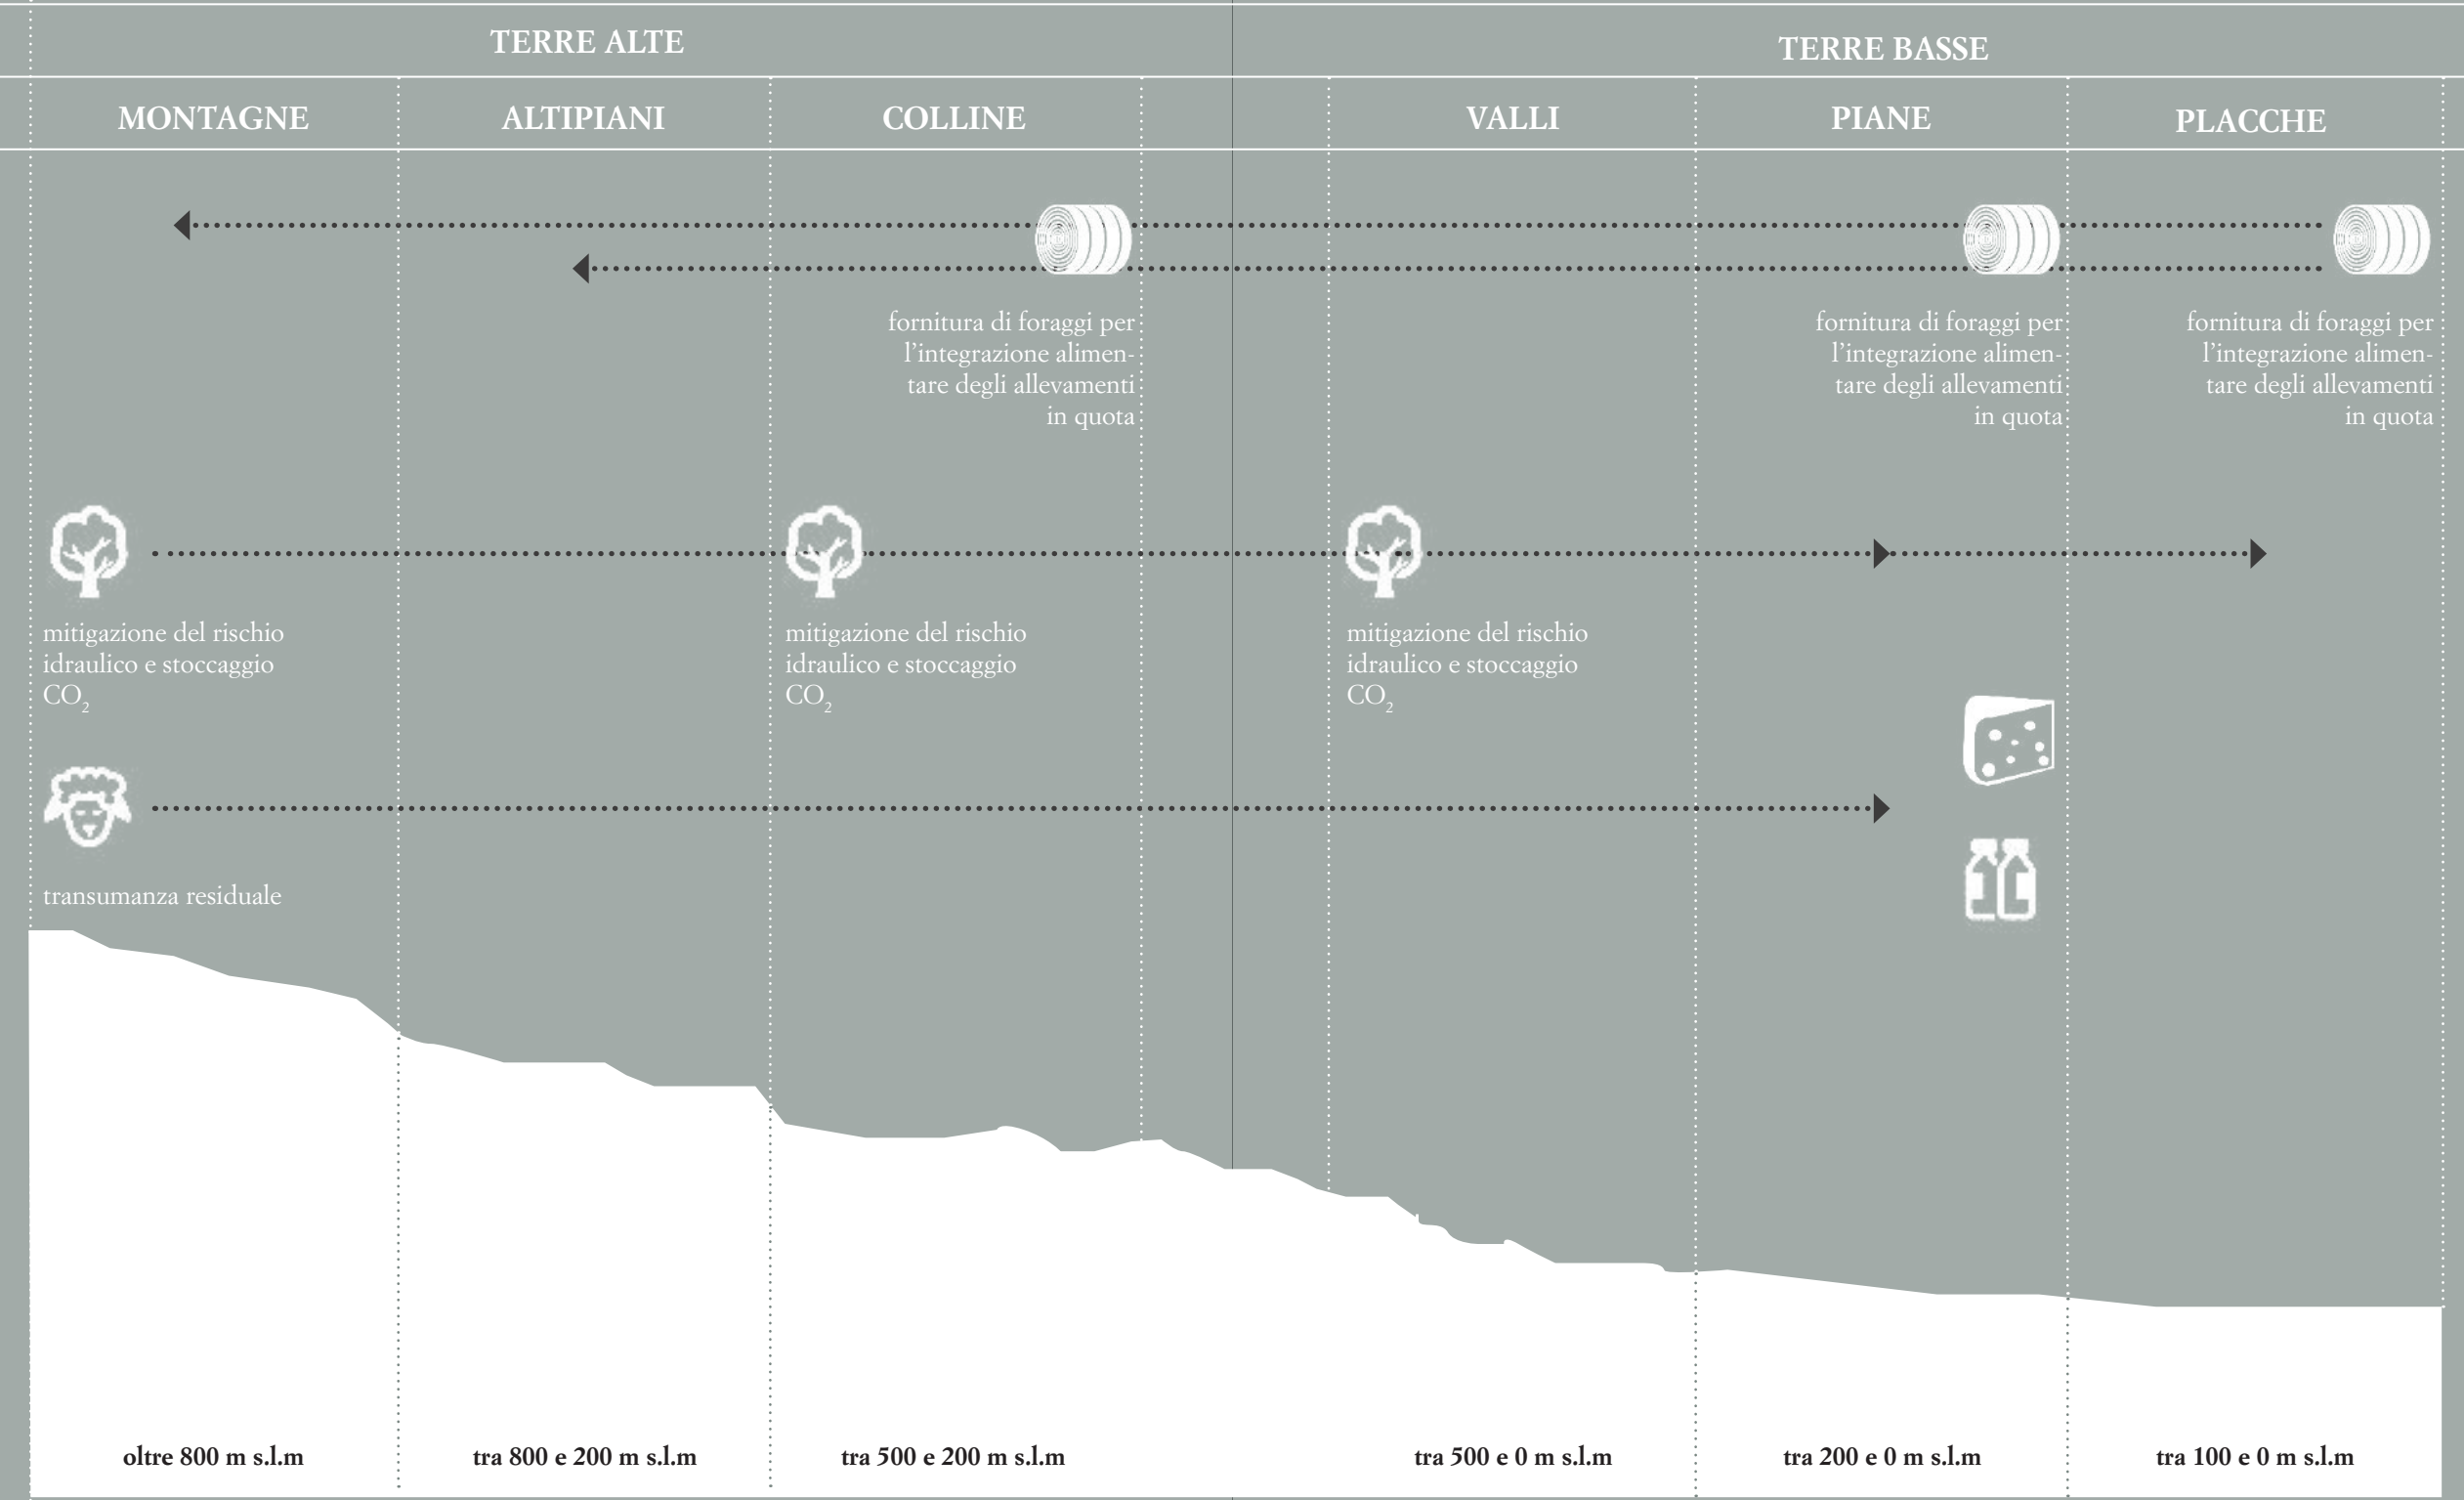 TERRE ALTE
TERRE BASSE
MONTAGNE
ALTIPIANI
COLLINE
VALLI
PIANE
PLACCHE
fornitura di foraggi per
l'integrazione alimen-
tare degli allevamenti
in quota
fornitura di foraggi per
l'integrazione alimen-
tare degli allevamenti
in quota
fornitura di foraggi per
l'integrazione alimen-
tare degli allevamenti
in quota
mitigazione del rischio
idraulico e stoccaggio
CO₂
mitigazione del rischio
idraulico e stoccaggio
CO₂
mitigazione del rischio
idraulico e stoccaggio
CO₂
transumanza residuale
oltre 800 m s.l.m
tra 800 e 200 m s.l.m
tra 500 e 200 m s.l.m
tra 500 e 0 m s.l.m
tra 200 e 0 m s.l.m
tra 100 e 0 m s.l.m